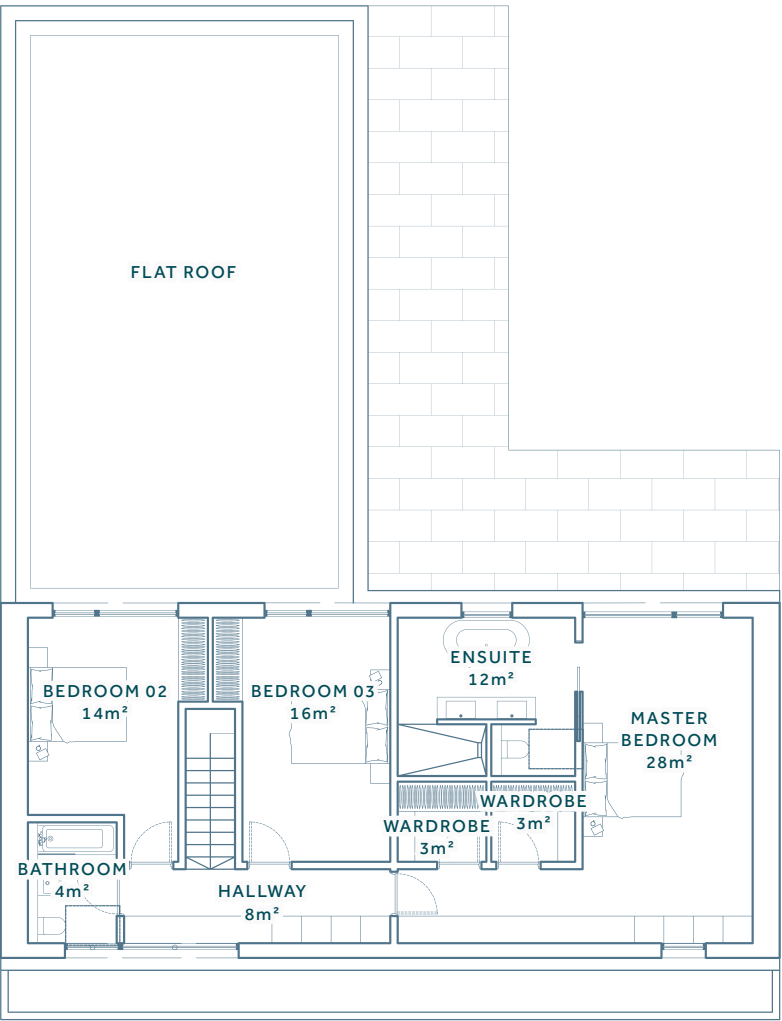 FLAT ROOF
ENSUITE
12m²
BEDROOM 02
14m²
BEDROOM 03
16m²
MASTER
BEDROOM
28m²
WARDROBE
3m²
WARDROBE
3m²
BATHROOM
4m²
HALLWAY
8m²